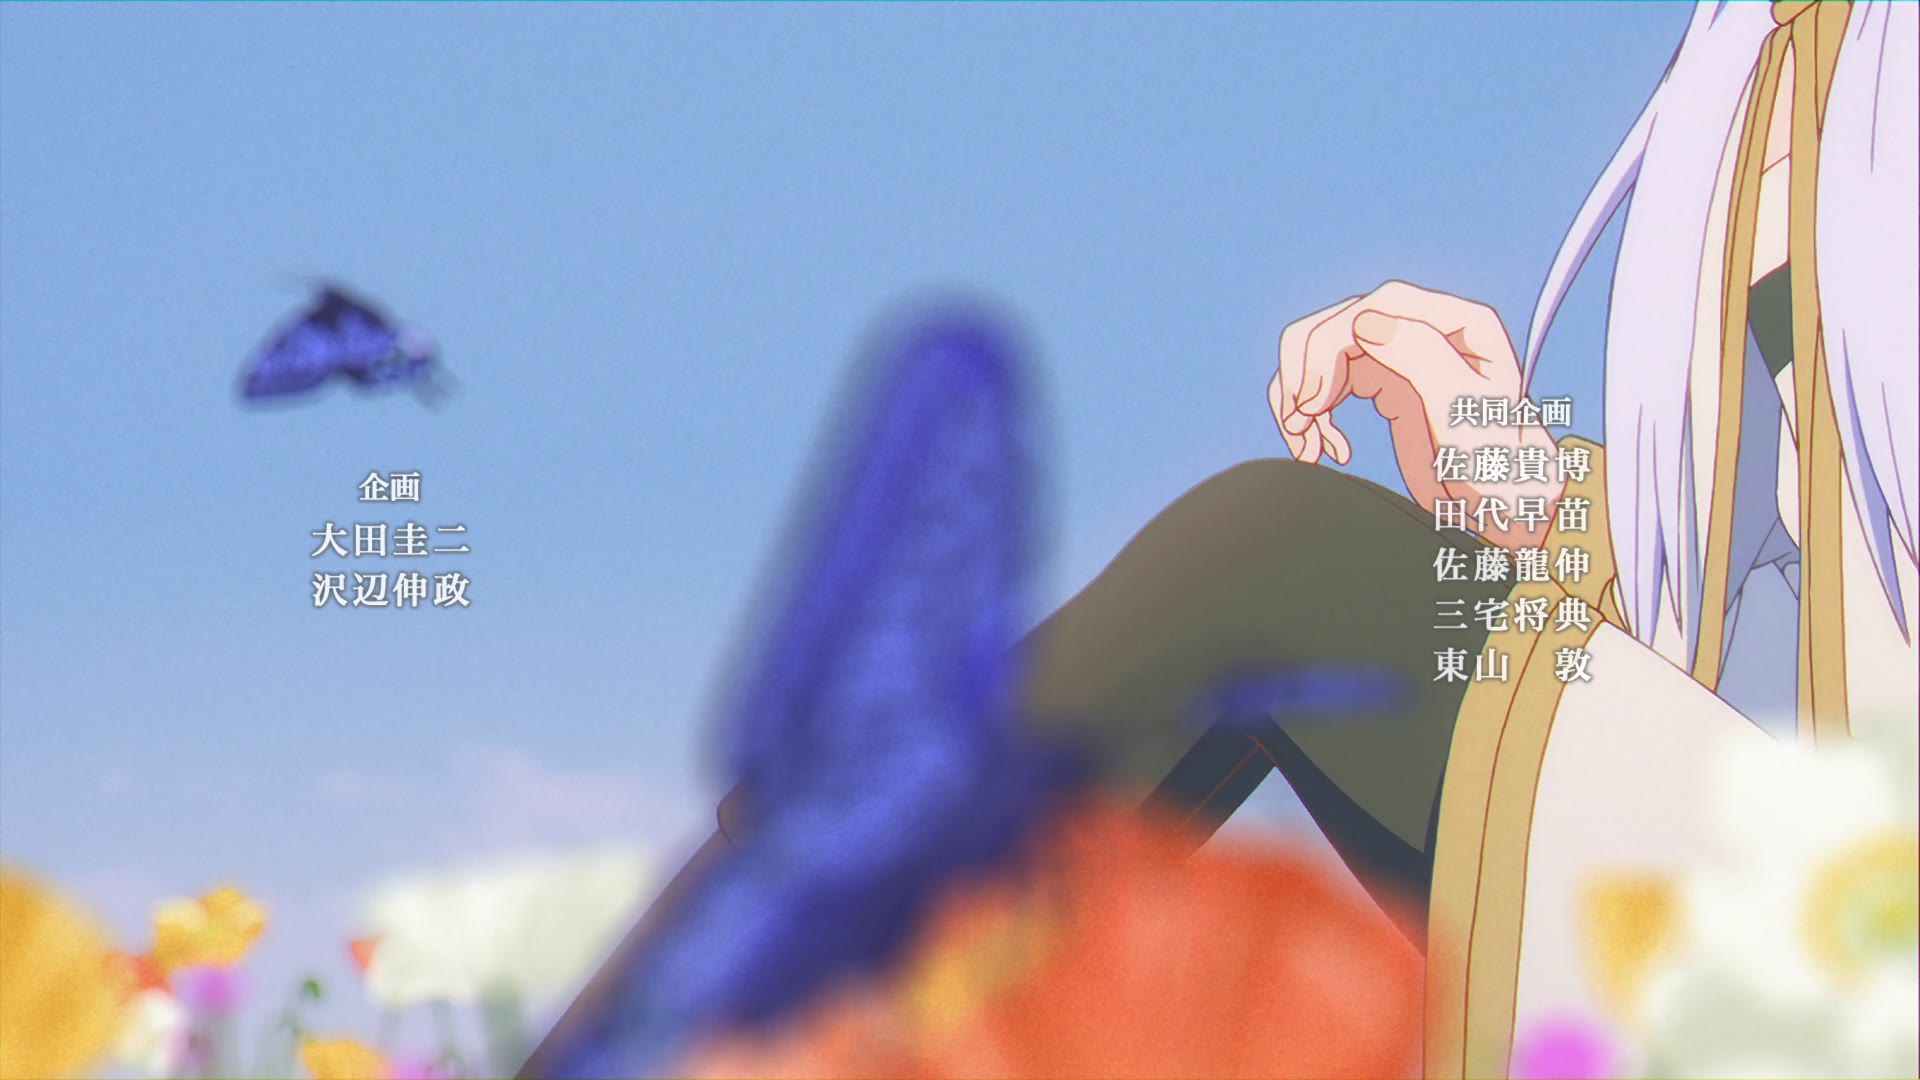 企画
大田圭二
沢辺伸政
共同企画
佐藤貴博
田代早苗
佐藤龍伸
三宅将典
東山　敦